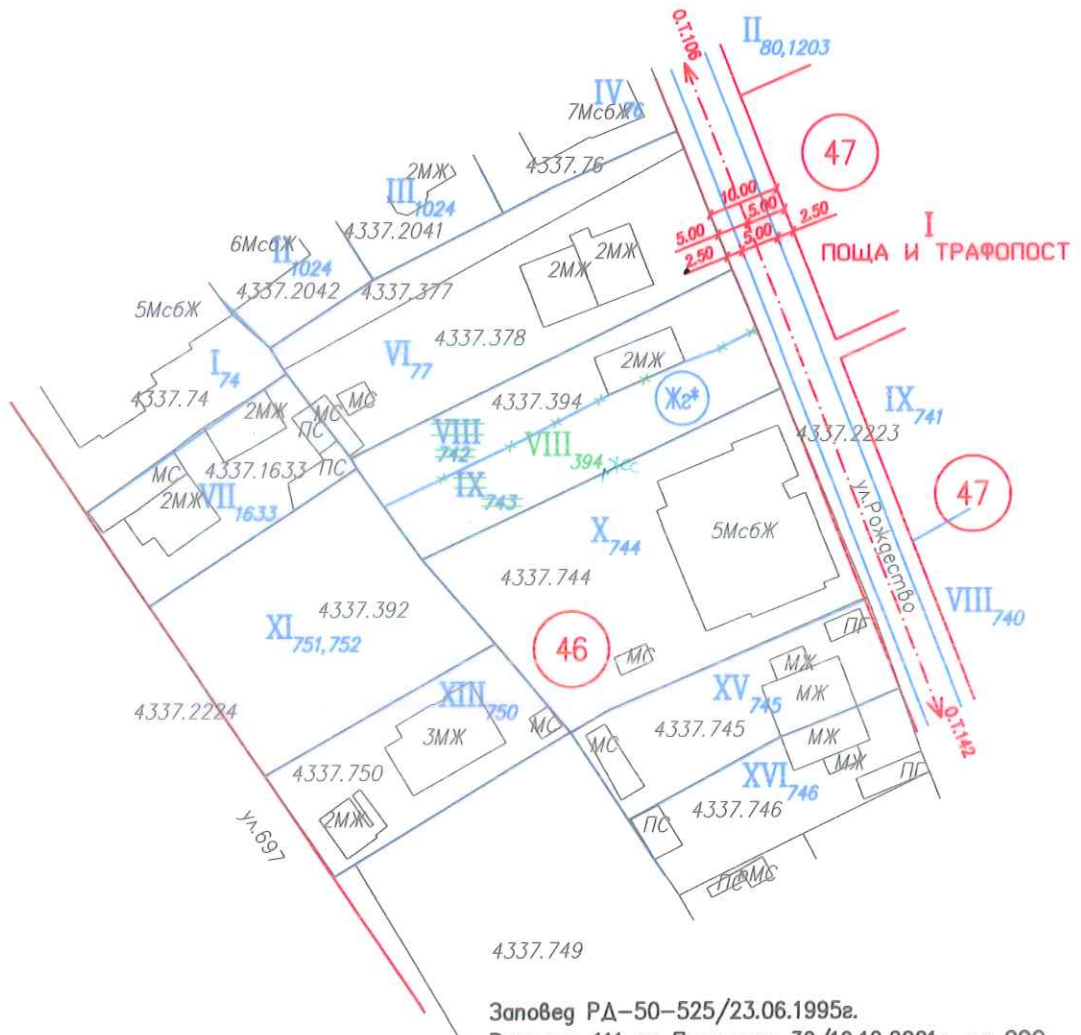 О.Т.106
II 80,1203
IV 76
7МсбЖ
47
2МЖ
4337.76
III 1024
10.00
5.00
5.00
5.00
2.50
2.50
I
ПОЩА И ТРАФОПОСТ
4337.2041
6МсбЖ
II 1024
2МЖ
2МЖ
4337.2042
4337.377
5МсбЖ
4337.378
VI 77
I 74
2МЖ
4337.74
4337.394
Жг*
IX 741
2МЖ
МС
МС
ПС
VIII 742
VIII 394
4337.2223
4337.1633
ПС
МС
2МЖ
VII 1633
IX 743
47
ул.Рождество
X 744
5МсбЖ
4337.744
VIII 740
4337.392
XI 751,752
46
ПГ
МС
МЖ
XV 745
МЖ
XIII 750
4337.2224
МС
4337.745
3МЖ
МС
МЖ
О.Т.142
МЖ
ПГ
XVI 746
4337.750
4337.746
2МЖ
ПС
ул.697
ПС
МС
4337.749
Заповед РД-50-525/23.06.1995г.